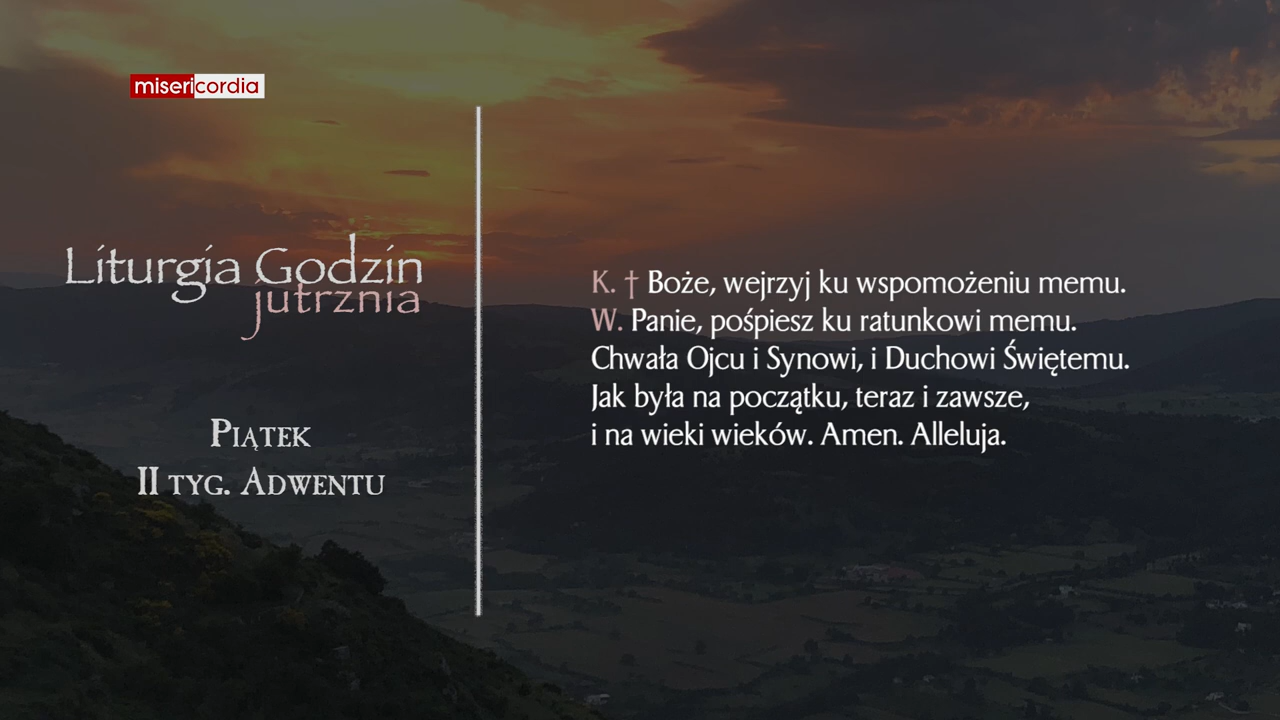 misericordia
Liturgia Godzin
jutrznia
Piątek
II tyg. Adwentu
K. † Boże, wejrzyj ku wspomożeniu memu.
W. Panie, pośpiesz ku ratunkowi memu.
Chwała Ojcu i Synowi, i Duchowi Świętemu.
Jak była na początku, teraz i zawsze,
i na wieki wieków. Amen. Alleluja.